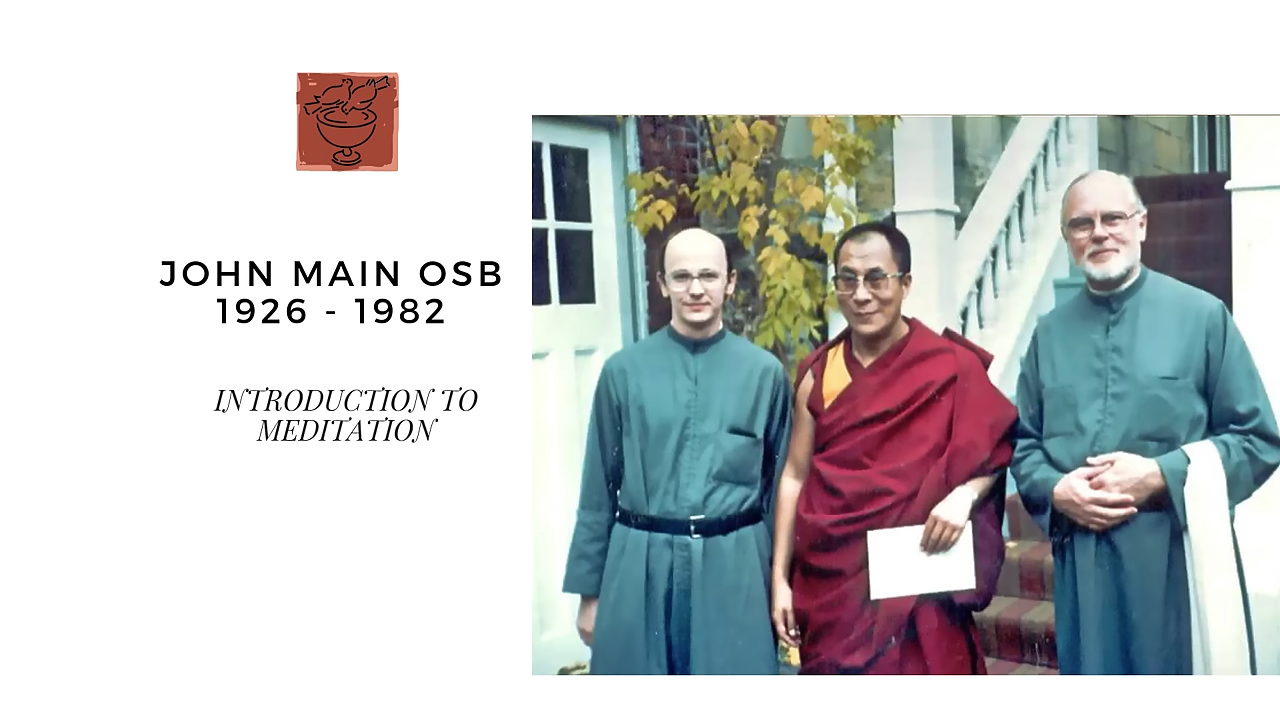 JOHN MAIN OSB
1926 - 1982
INTRODUCTION TO
MEDITATION